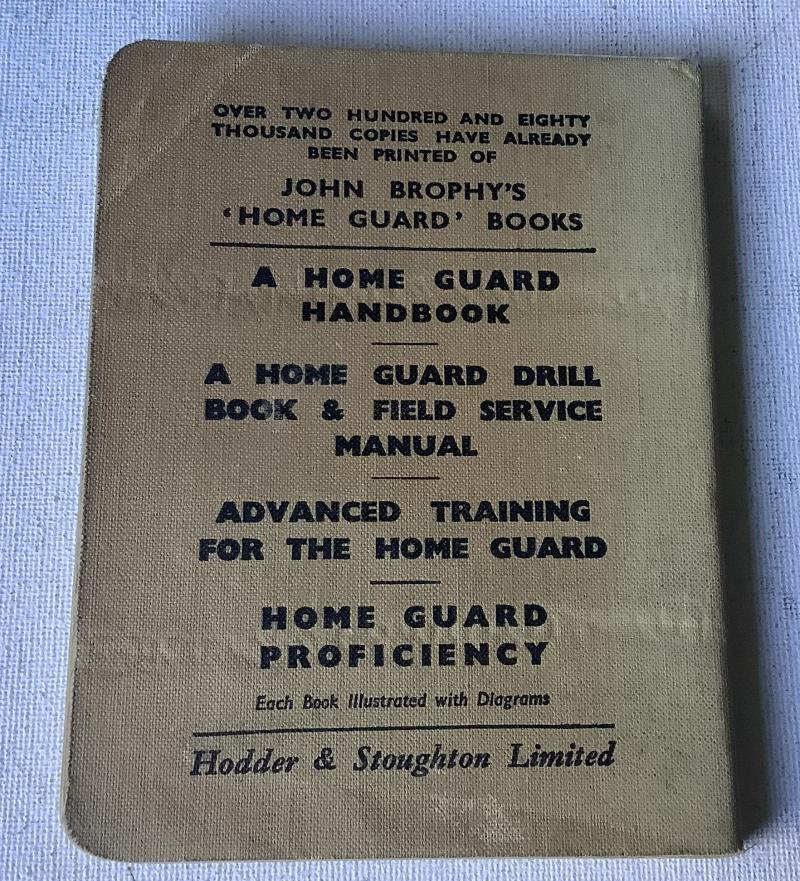 OVER TWO HUNDRED AND EIGHTY
THOUSAND COPIES HAVE ALREADY
BEEN PRINTED OF
JOHN BROPHY'S
‘HOME GUARD’ BOOKS
A HOME GUARD
HANDBOOK
A HOME GUARD DRILL
BOOK & FIELD SERVICE
MANUAL
ADVANCED TRAINING
FOR THE HOME GUARD
HOME GUARD
PROFICIENCY
Each Book Illustrated with Diagrams
Hodder & Stoughton Limited